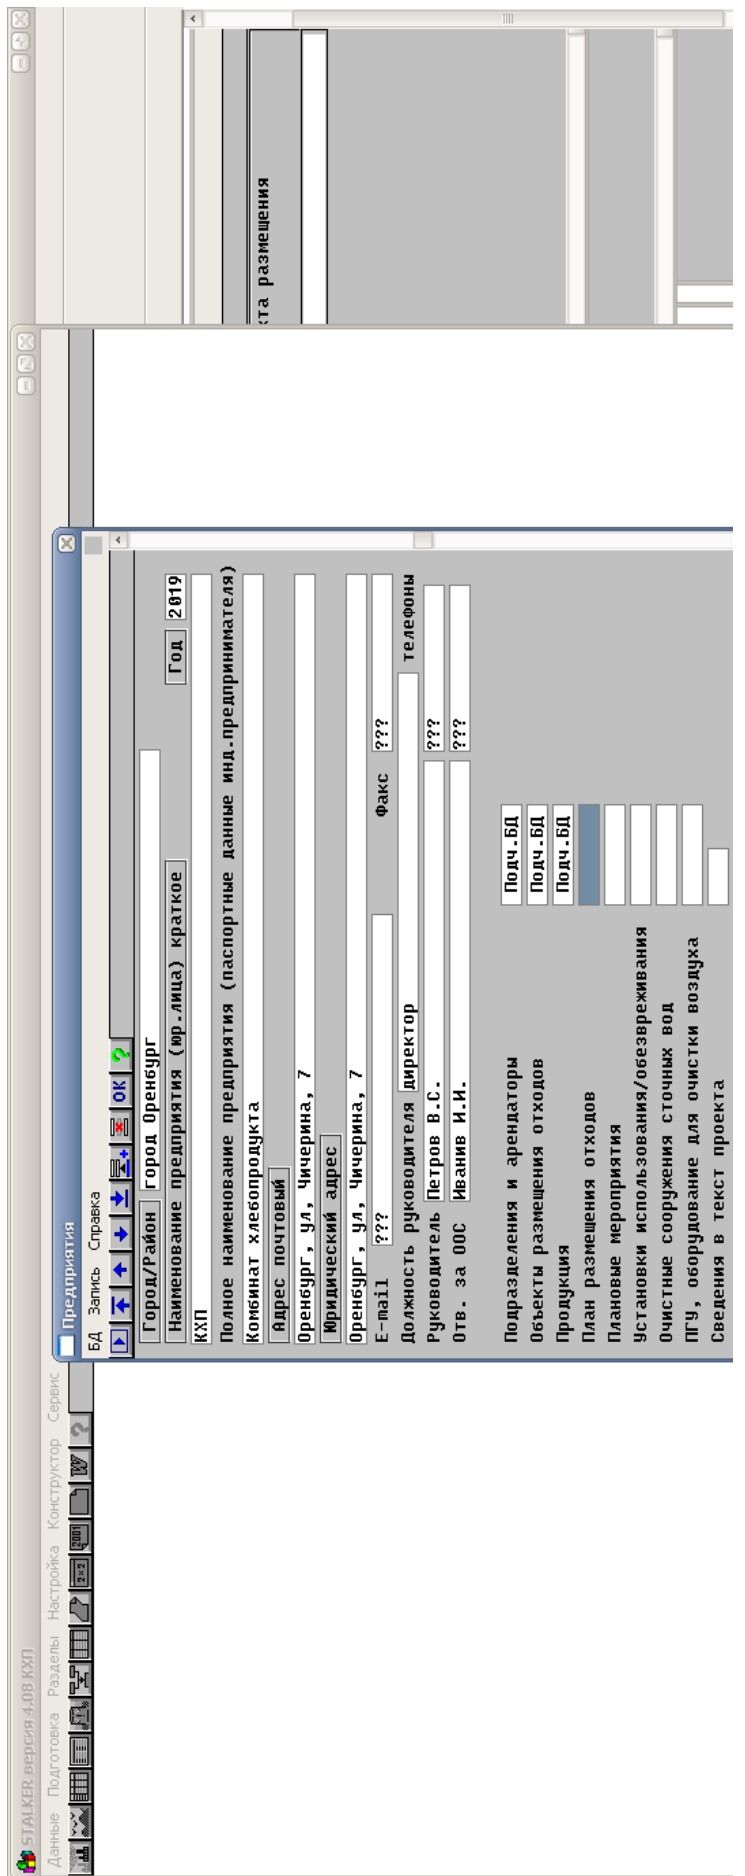 STALKER версия 4.08 КХП
Данные Подготовка Разделы Настройка Конструктор Сервис
2×2 2001 W ?
Предприятия
БД Запись Справка
OK ?
Город/Район город Оренбург
Наименование предприятия (юр.лица) краткое Год 2019
КХП
Полное наименование предприятия (паспортные данные инд.предпринимателя)
Комбинат хлебопродукта
Адрес почтовый
Оренбург, ул, Чичерина, 7
Юридический адрес
Оренбург, ул, Чичерина, 7
E-mail ??? Факс ???
Должность руководителя директор телефоны
Руководитель Петров В.С. ???
Отв. за ООС Иванив И.И. ???
Подразделения и арендаторы Подч.БД
Объекты размещения отходов Подч.БД
Продукция Подч.БД
План размещения отходов
Плановые мероприятия
Установки использования/обезвреживания
Очистные сооружения сточных вод
ПГУ, оборудование для очистки воздуха
Сведения в текст проекта
кта размещения